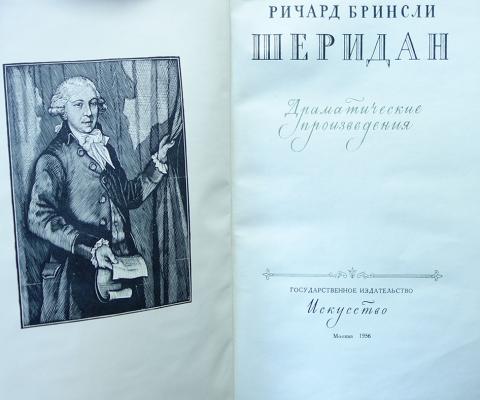 РИЧАРД БРИНСЛИ
ШЕРИДАН
Драматические
произведения
ГОСУДАРСТВЕННОЕ ИЗДАТЕЛЬСТВО
Искусство
Москва 1956